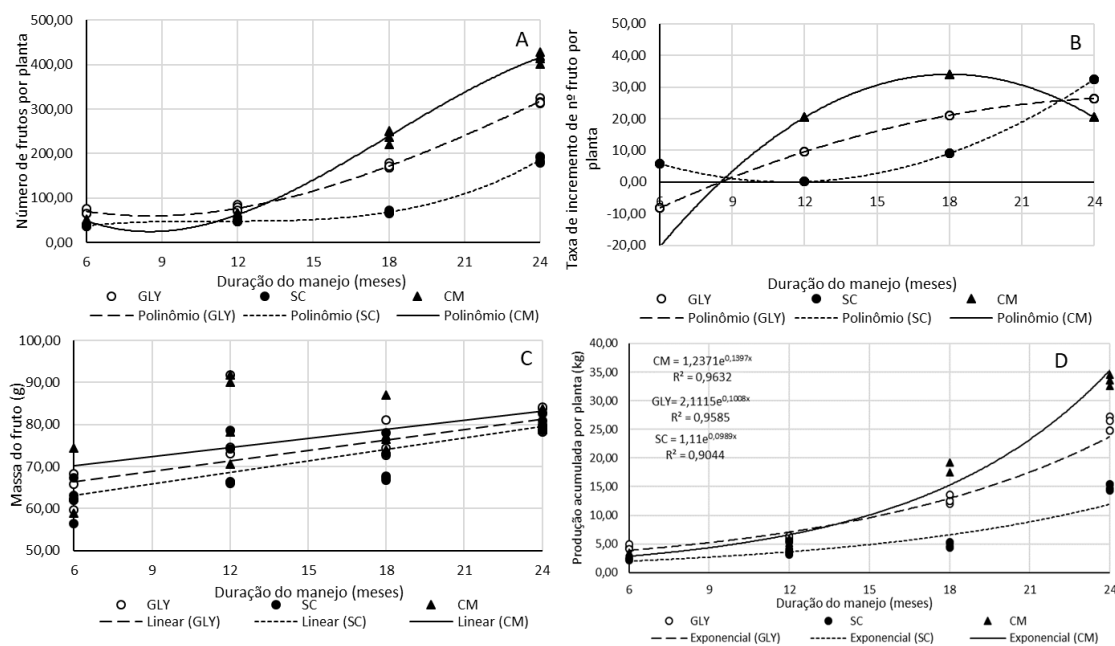 A
Número de frutos por planta
500,00
400,00
300,00
200,00
100,00
0,00
6 9 12 15 18 21 24
Duração do manejo (meses)
GLY SC CM
Polinômio (GLY) Polinômio (SC) Polinômio (CM)
B
Taxa de incremento de nº fruto por
planta
50,00
40,00
30,00
20,00
10,00
0,00
-10,00
-20,00
6 9 12 15 18 21 24
Duração do manejo (meses)
GLY SC CM
Polinômio (GLY) Polinômio (SC) Polinômio (CM)
C
Massa do fruto (g)
100,00
90,00
80,00
70,00
60,00
50,00
6 9 12 15 18 21 24
Duração do manejo (meses)
GLY SC CM
Linear (GLY) Linear (SC) Linear (CM)
D
Produção acumulada por planta (kg)
40,00
35,00
30,00
25,00
20,00
15,00
10,00
5,00
0,00
CM = 1,2371e0,1397x
R² = 0,9632
GLY= 2,1115e0,1008x
R² = 0,9585
SC = 1,11e0,0989x
R² = 0,9044
6 9 12 15 18 21 24
Duração do manejo (meses)
GLY SC CM
Exponencial (GLY) Exponencial (SC) Exponencial (CM)